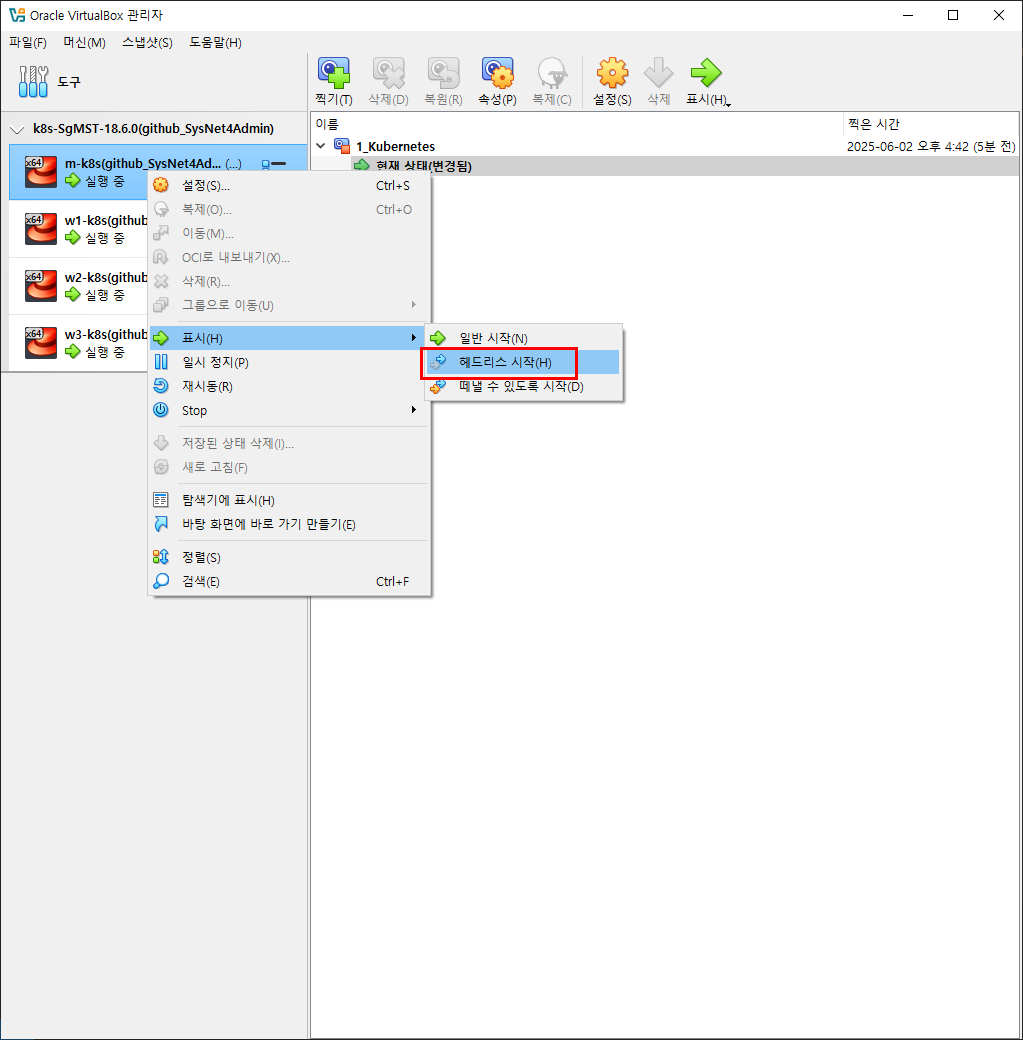 Oracle VirtualBox 관리자
파일(F) 머신(M) 스냅샷(S) 도움말(H)
도구
찍기(T) 삭제(D) 복원(R) 속성(P) 복제(C) 설정(S) 삭제 표시(H)
k8s-SgMST-18.6.0(github_SysNet4Admin)
이름 찍은 시간
1_Kubernetes 2025-06-02 오후 4:42 (5분 전)
현재 상태(변경됨)
x64 m-k8s(github_SysNet4Ad... (...)
실행 중
x64 w1-k8s(github
실행 중
x64 w2-k8s(github
실행 중
x64 w3-k8s(github
실행 중
설정(S)... Ctrl+S
복제(O)... Ctrl+O
이동(M)...
OCI로 내보내기(X)...
삭제(R)...
그룹으로 이동(U)
표시(H)
일시 정지(P)
재시동(R)
Stop
저장된 상태 삭제(I)...
새로 고침(F)
탐색기에 표시(H)
바탕 화면에 바로 가기 만들기(E)
정렬(S)
검색(E) Ctrl+F
일반 시작(N)
헤드리스 시작(H)
떼낼 수 있도록 시작(D)